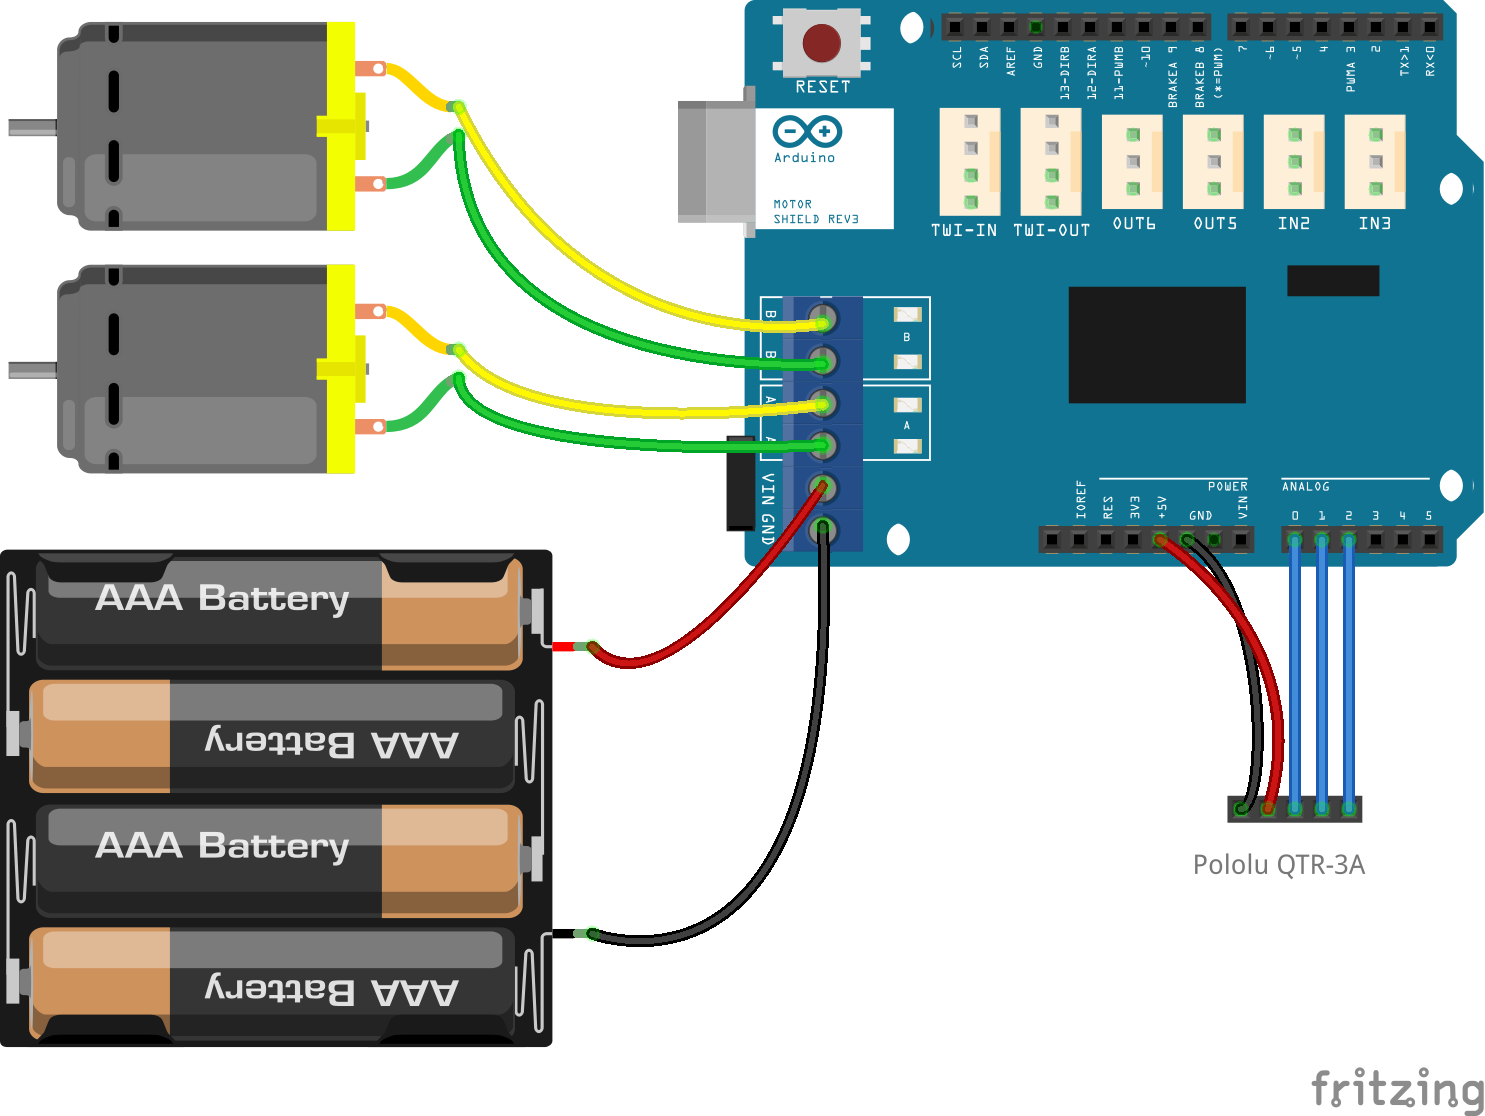 RESET
SCL
SDA
AREF
GND
13-DIRB
12-DIRA
11-PWMB
~10
BRAKEA 9
BRAKEB 8
(*=PWM)
7
~6
~5
4
PWMA 3
2
TX>1
RX<0
Arduino
MOTOR
SHIELD REV3
TWI-IN
TWI-OUT
OUT6
OUT5
IN2
IN3
B
B
B
A
A
A
VIN
GND
POWER
ANALOG
IOREF
RES
3V3
+5V
GND
VIN
0
1
2
3
4
5
AAA Battery
AAA Battery
AAA Battery
AAA Battery
Pololu QTR-3A
fritzing